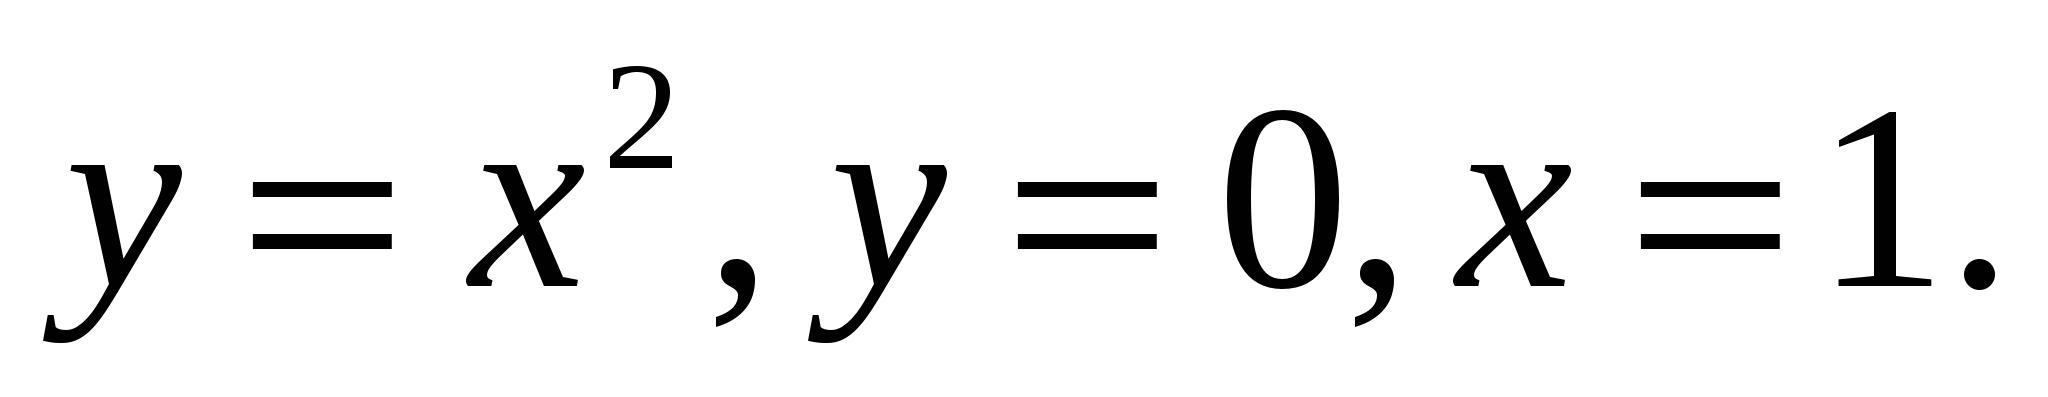 y = x², y = 0, x = 1.